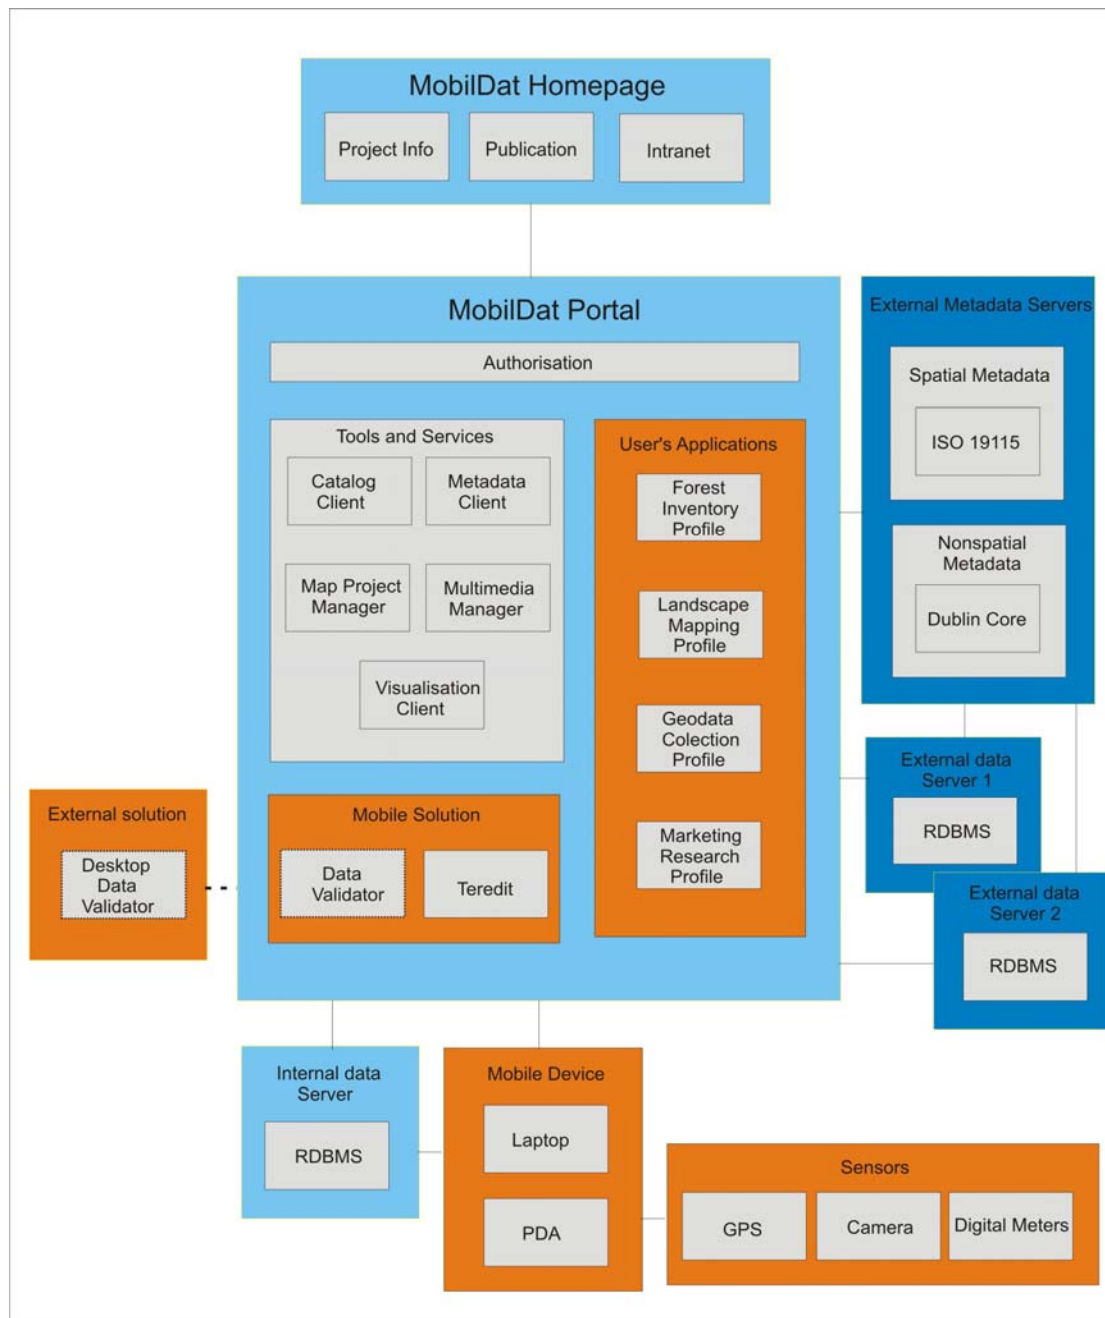 MobilDat Homepage
Project Info
Publication
Intranet
MobilDat Portal
Authorisation
Tools and Services
Catalog
Client
Metadata
Client
Map Project
Manager
Multimedia
Manager
Visualisation
Client
User's Applications
Forest
Inventory
Profile
Landscape
Mapping
Profile
Geodata
Colection
Profile
Marketing
Research
Profile
Mobile Solution
Data
Validator
Teredit
External solution
Desktop
Data
Validator
External Metadata Servers
Spatial Metadata
ISO 19115
Nonspatial
Metadata
Dublin Core
External data
Server 1
RDBMS
External data
Server 2
RDBMS
Internal data
Server
RDBMS
Mobile Device
Laptop
PDA
Sensors
GPS
Camera
Digital Meters